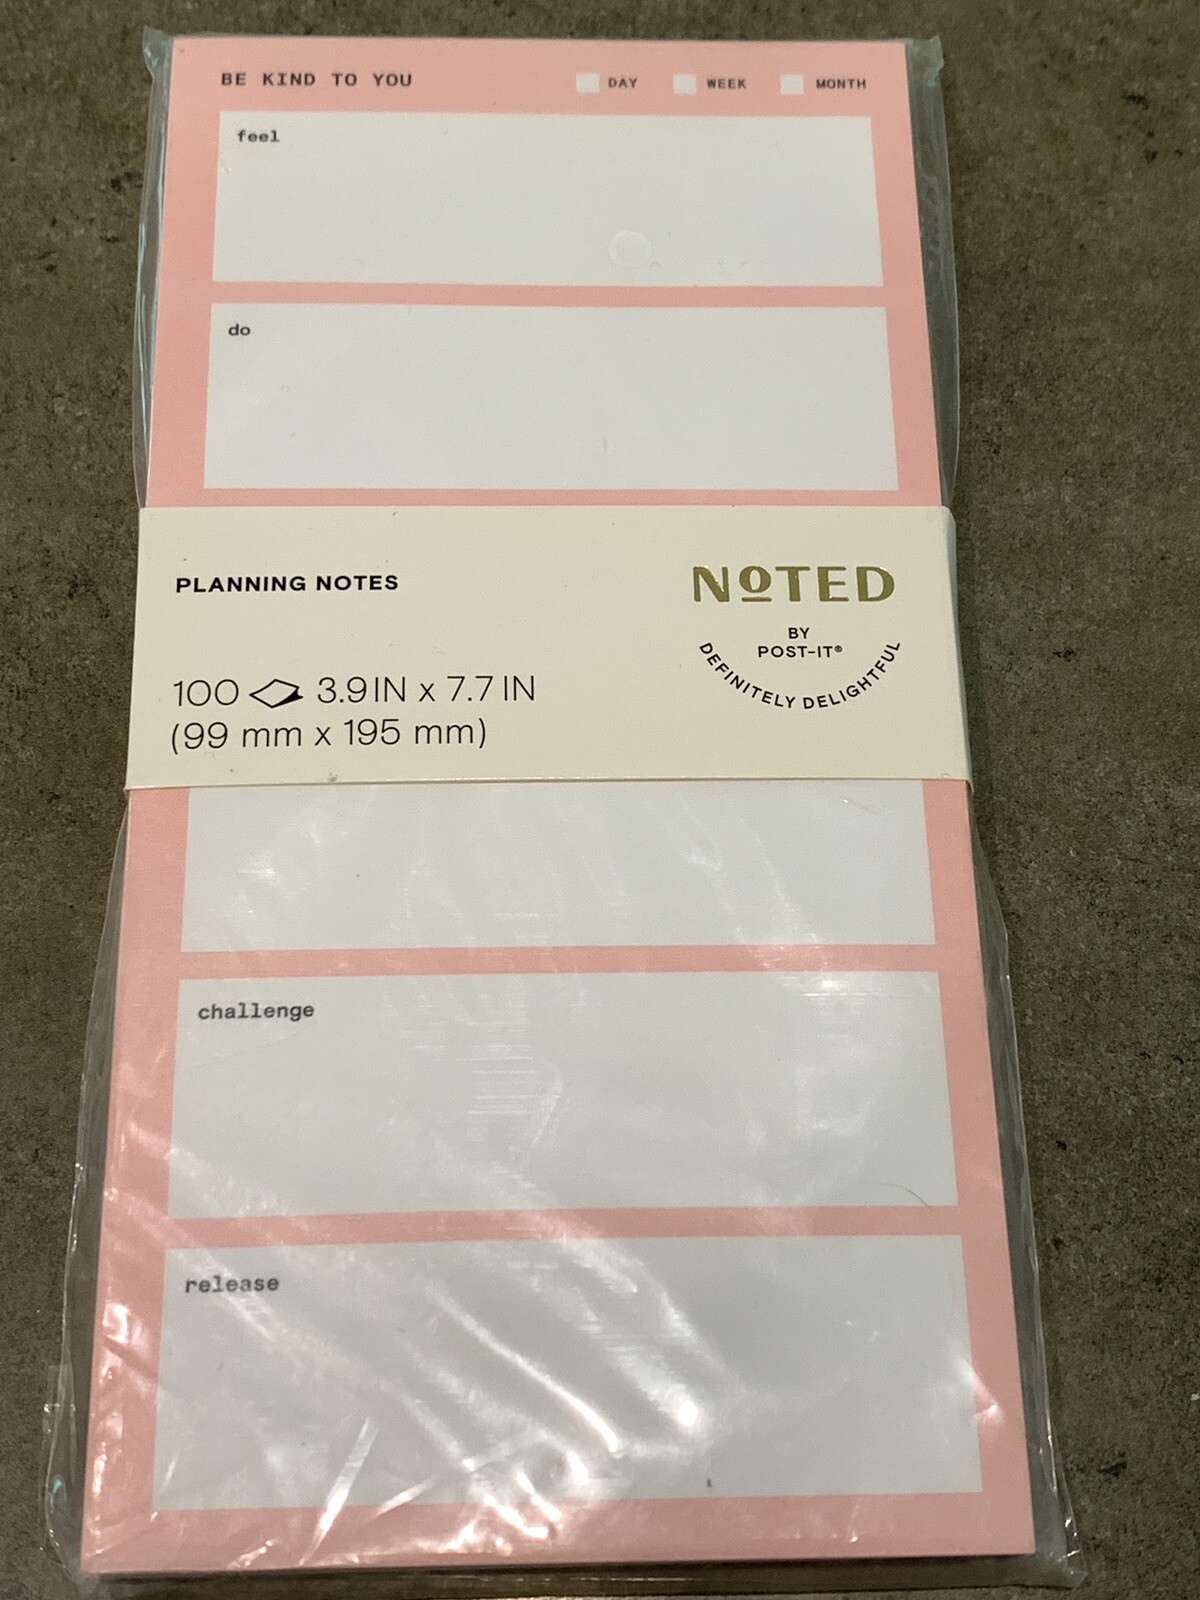 BE KIND TO YOU DAY WEEK MONTH
feel
do
PLANNING NOTES
NOTED
BY
POST-IT®
DEFINITELY DELIGHTFUL
100 3.9 IN x 7.7 IN
(99 mm x 195 mm)
challenge
release